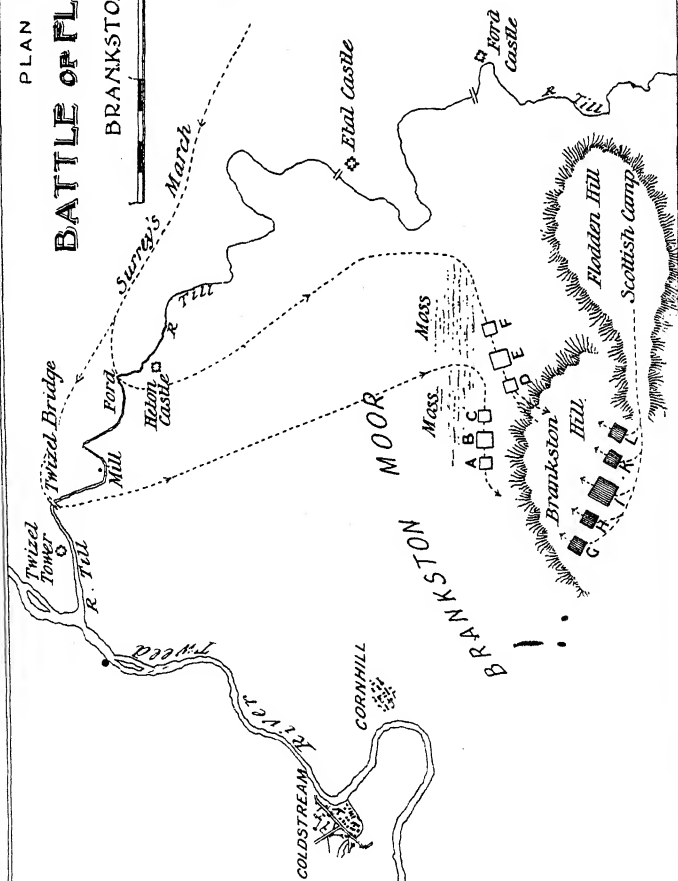 PLAN
BATTLE OF FL
BRANKSTO
Surrey's March
Twizel Tower
Twizel Bridge
R. Till
Mill
Ford
Heton Castle
R Till
Etal Castle
Ford Castle
R Till
River Tweed
COLDSTREAM
CORNHILL
BRANKSTON MOOR
Moss
Moss
A B C
D E F
Brankston Hill.
G H I K L
Flodden Hill
Scottish Camp